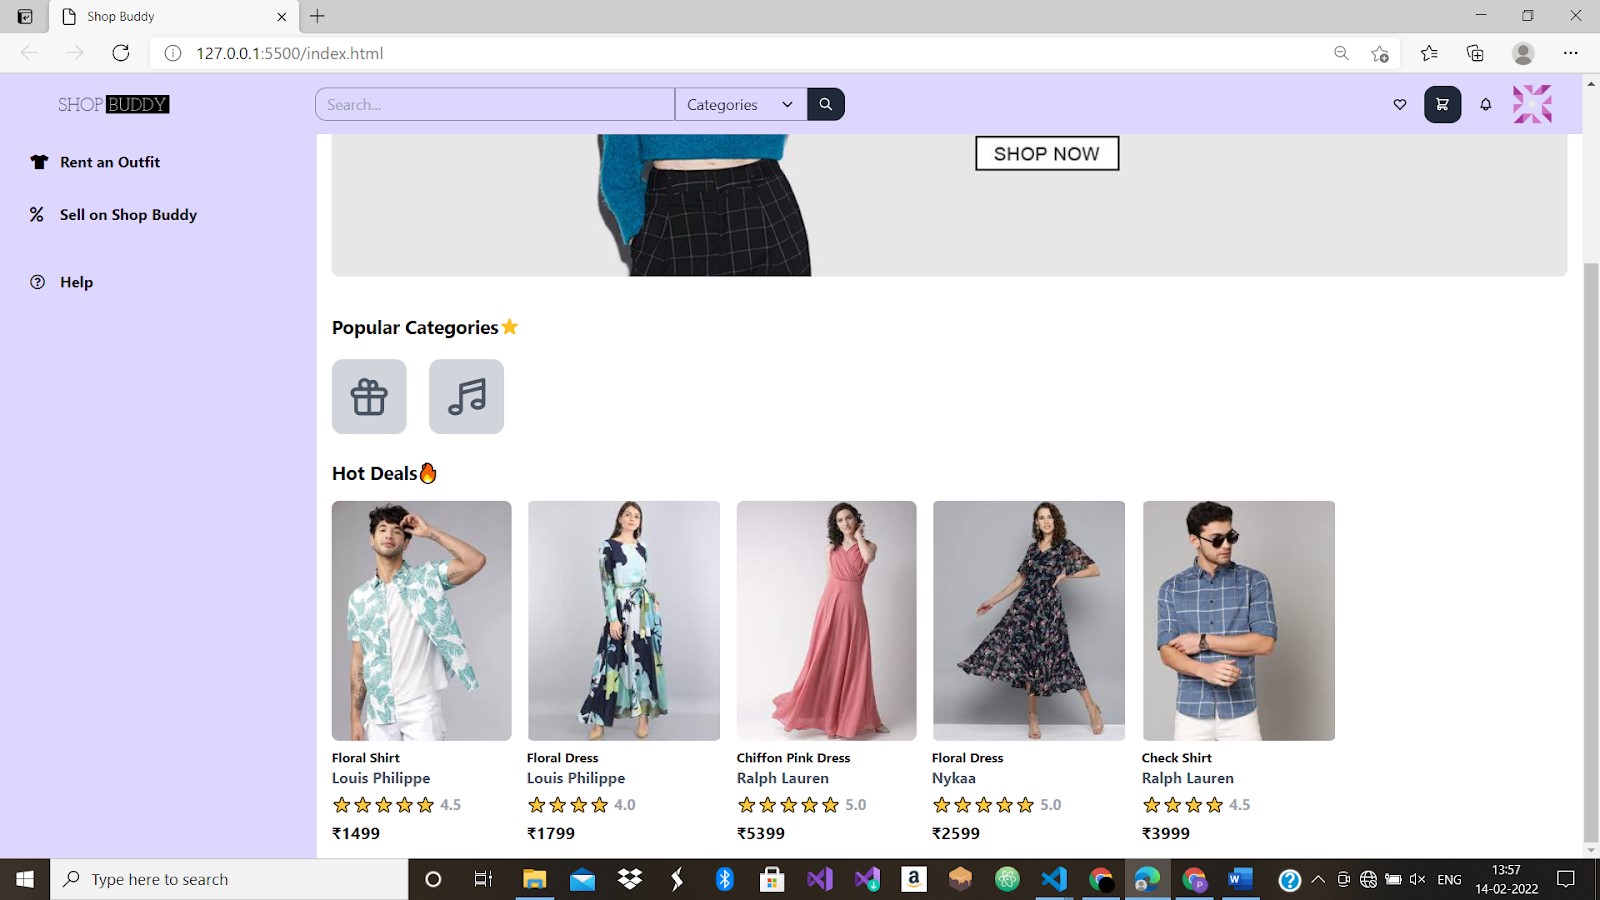 Shop Buddy
127.0.0.1:5500/index.html
SHOP BUDDY
Search...
Categories
Rent an Outfit
Sell on Shop Buddy
Help
SHOP NOW
Popular Categories
Hot Deals
Floral Shirt
Louis Philippe
4.5
₹1499
Floral Dress
Louis Philippe
4.0
₹1799
Chiffon Pink Dress
Ralph Lauren
5.0
₹5399
Floral Dress
Nykaa
5.0
₹2599
Check Shirt
Ralph Lauren
4.5
₹3999
Type here to search
ENG
13:57
14-02-2022